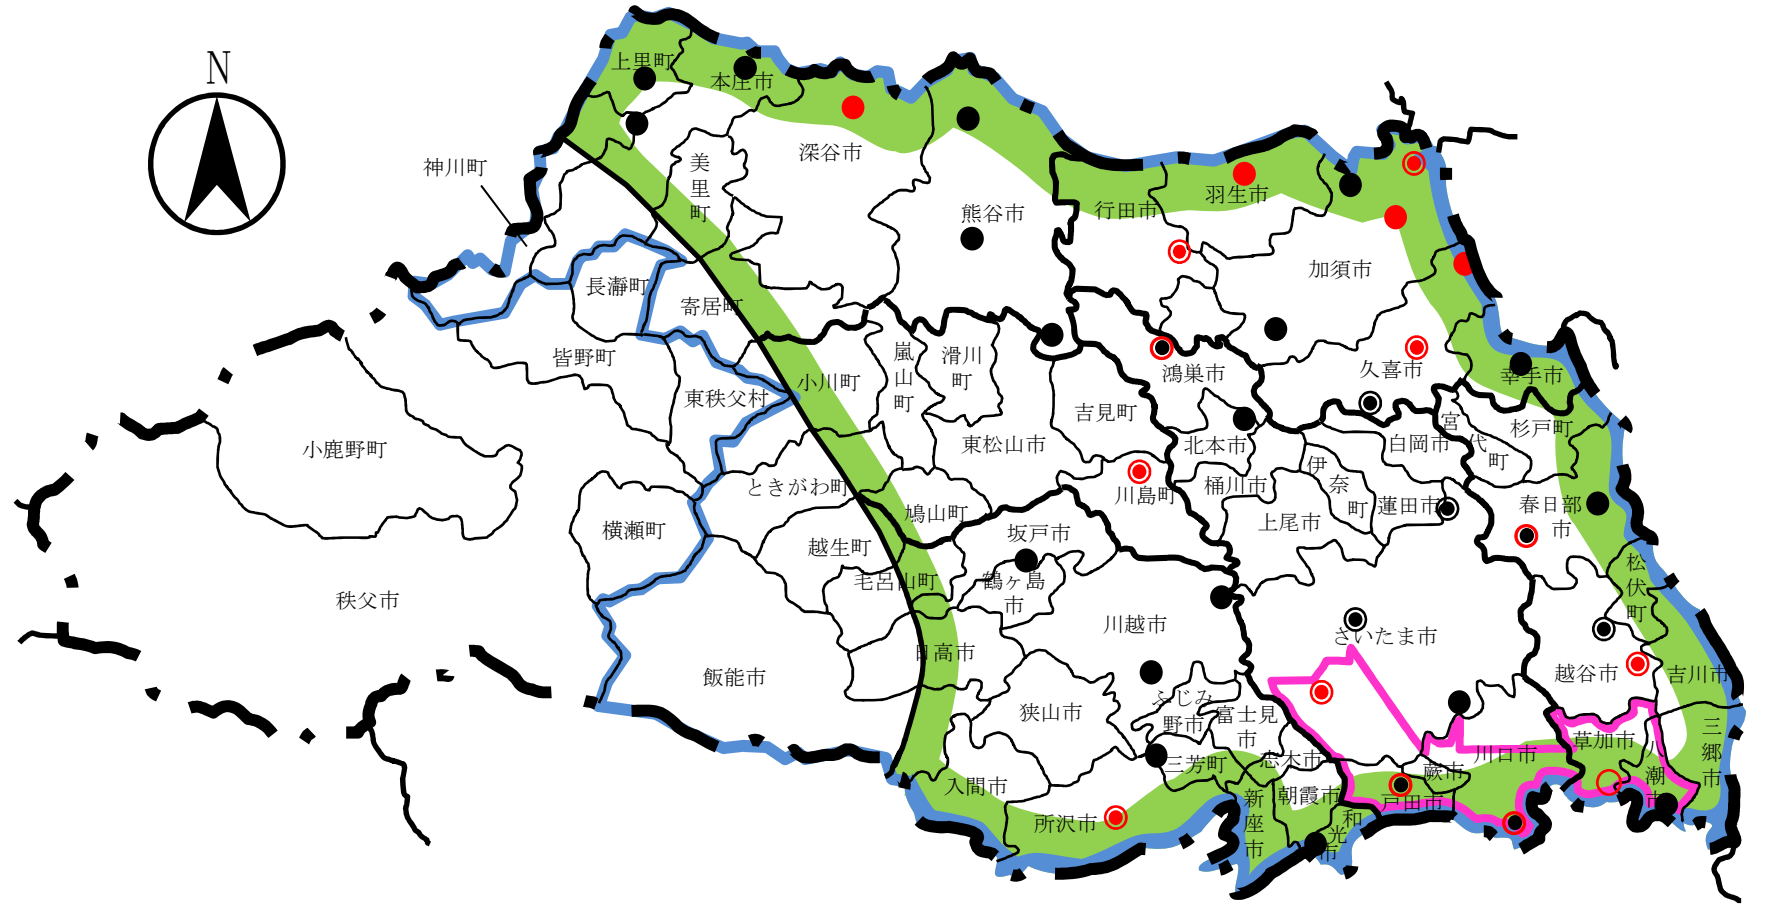 N
上里町
本庄市
神川町
美里町
深谷市
熊谷市
行田市
羽生市
加須市
長瀞町
寄居町
皆野町
東秩父村
小川町
嵐山町
滑川町
吉見町
鴻巣市
久喜市
幸手市
小鹿野町
ときがわ町
東松山市
北本市
桶川市
川島町
伊奈町
白岡市
宮代町
杉戸町
横瀬町
越生町
鳩山町
坂戸市
上尾市
蓮田市
春日部市
秩父市
毛呂山町
鶴ヶ島市
川越市
さいたま市
松伏町
飯能市
日高市
狭山市
ふじみ野市
富士見市
越谷市
吉川市
入間市
三芳町
志木市
川口市
草加市
八潮市
三郷市
所沢市
新座市
朝霞市
和光市
戸田市
蕨市